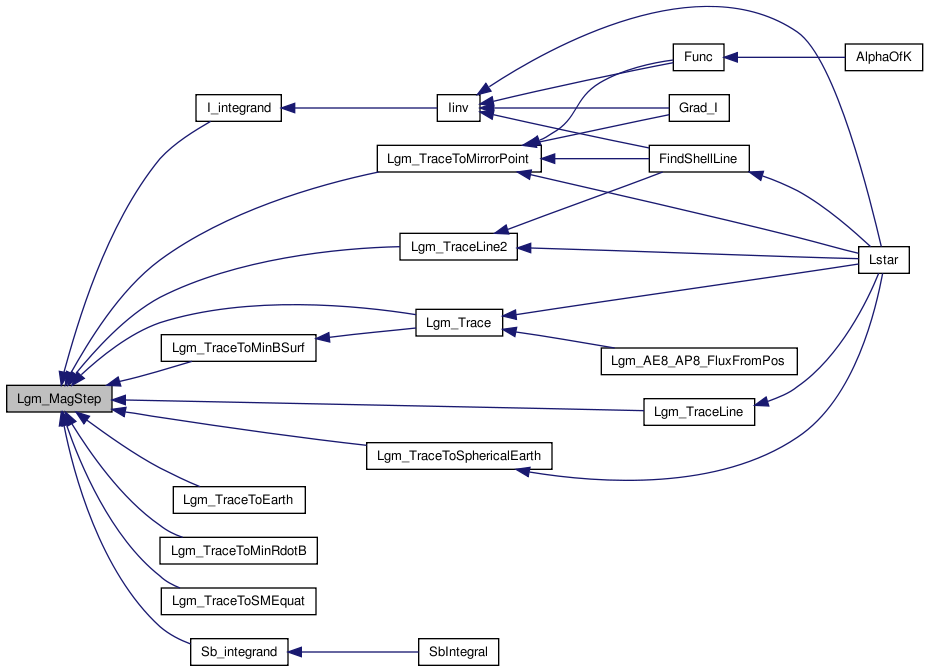 Func
AlphaOfK
I_integrand
Iinv
Grad_I
Lgm_TraceToMirrorPoint
FindShellLine
Lgm_TraceLine2
Lstar
Lgm_Trace
Lgm_TraceToMinBSurf
Lgm_AE8_AP8_FluxFromPos
Lgm_MagStep
Lgm_TraceLine
Lgm_TraceToSphericalEarth
Lgm_TraceToEarth
Lgm_TraceToMinRdotB
Lgm_TraceToSMEquat
Sb_integrand
SbIntegral